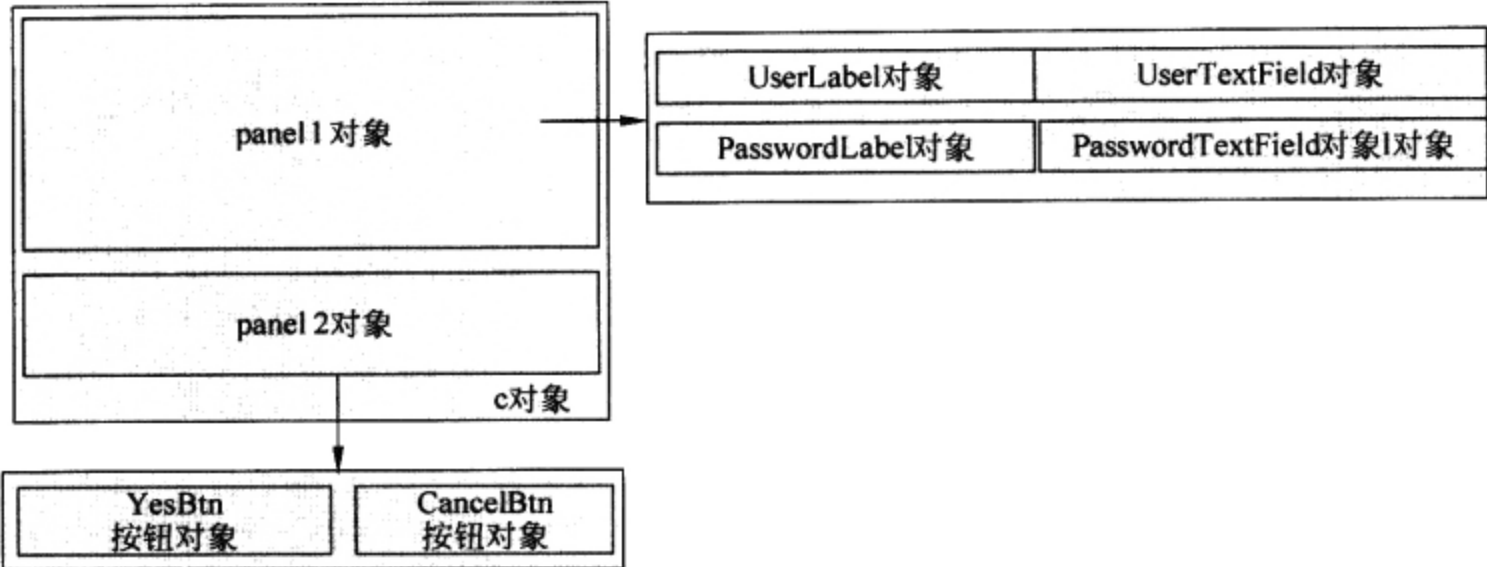 panel 1 对象
UserLabel对象
UserTextField对象
PasswordLabel对象
PasswordTextField对象l对象
panel 2对象
c对象
YesBtn
按钮对象
CancelBtn
按钮对象